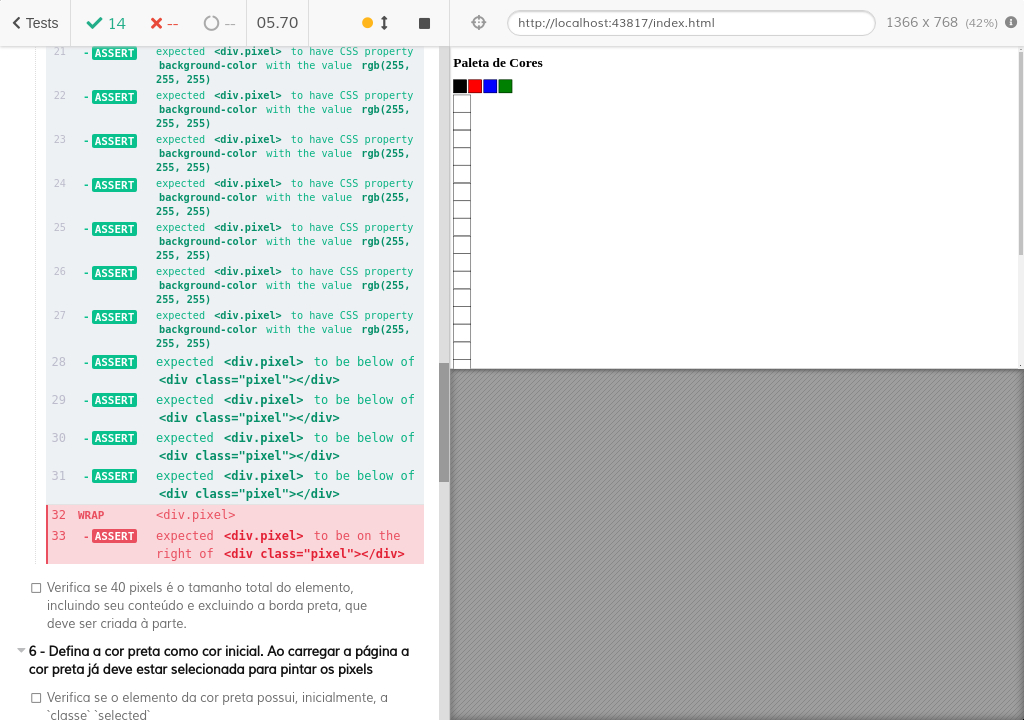 Tests 14 -- -- 05.70 http://localhost:43817/index.html 1366 x 768 (42%)
21 - ASSERT expected <div.pixel> to have CSS property
background-color with the value rgb(255,
255, 255)
22 - ASSERT expected <div.pixel> to have CSS property
background-color with the value rgb(255,
255, 255)
23 - ASSERT expected <div.pixel> to have CSS property
background-color with the value rgb(255,
255, 255)
24 - ASSERT expected <div.pixel> to have CSS property
background-color with the value rgb(255,
255, 255)
25 - ASSERT expected <div.pixel> to have CSS property
background-color with the value rgb(255,
255, 255)
26 - ASSERT expected <div.pixel> to have CSS property
background-color with the value rgb(255,
255, 255)
27 - ASSERT expected <div.pixel> to have CSS property
background-color with the value rgb(255,
255, 255)
28 - ASSERT expected <div.pixel> to be below of
<div class="pixel"></div>
29 - ASSERT expected <div.pixel> to be below of
<div class="pixel"></div>
30 - ASSERT expected <div.pixel> to be below of
<div class="pixel"></div>
31 - ASSERT expected <div.pixel> to be below of
<div class="pixel"></div>
32 WRAP <div.pixel>
33 - ASSERT expected <div.pixel> to be on the
right of <div class="pixel"></div>
Verifica se 40 pixels é o tamanho total do elemento,
incluindo seu conteúdo e excluindo a borda preta, que
deve ser criada à parte.
6 - Defina a cor preta como cor inicial. Ao carregar a página a
cor preta já deve estar selecionada para pintar os pixels
Verifica se o elemento da cor preta possui, inicialmente, a
`classe` `selected`
Paleta de Cores